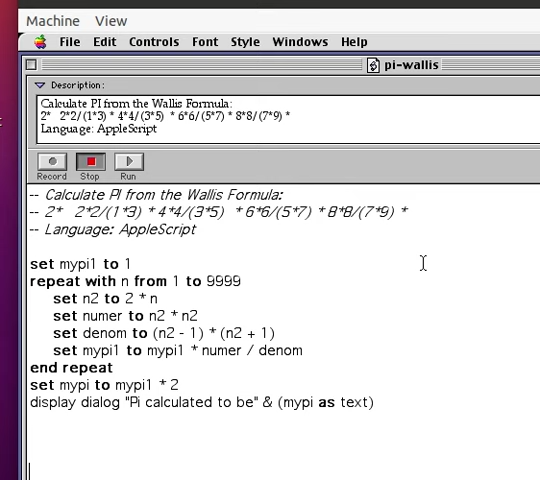 Machine View
File Edit Controls Font Style Windows Help
pi-wallis
Description:
Calculate PI from the Wallis Formula:
2* 2*2/(1*3) * 4*4/(3*5) * 6*6/(5*7) * 8*8/(7*9) *
Language: AppleScript
Record Stop Run
-- Calculate PI from the Wallis Formula:
-- 2* 2*2/(1*3) * 4*4/(3*5) * 6*6/(5*7) * 8*8/(7*9) *
-- Language: AppleScript
set mypi1 to 1
repeat with n from 1 to 9999
set n2 to 2 * n
set numer to n2 * n2
set denom to (n2 - 1) * (n2 + 1)
set mypi1 to mypi1 * numer / denom
end repeat
set mypi to mypi1 * 2
display dialog "Pi calculated to be" & (mypi as text)